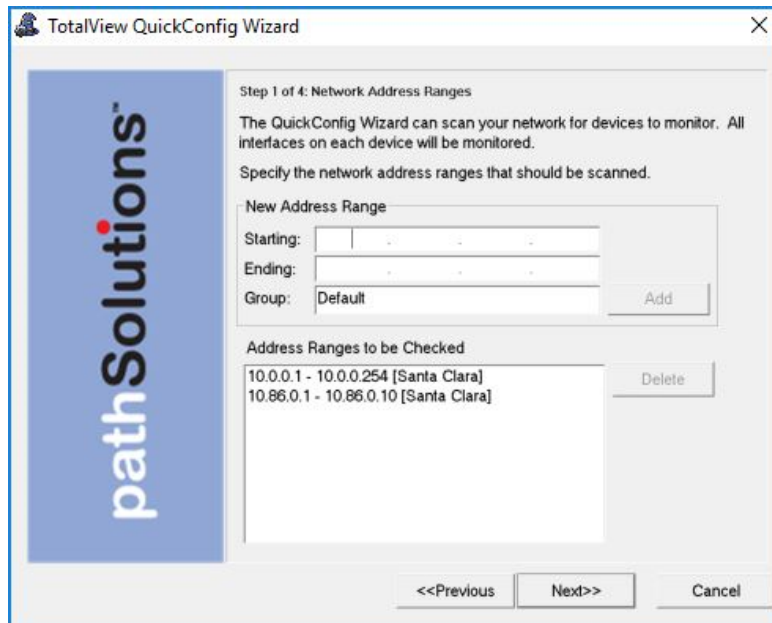 TotalView QuickConfig Wizard
pathSolutions™
Step 1 of 4: Network Address Ranges
The QuickConfig Wizard can scan your network for devices to monitor. All
interfaces on each device will be monitored.
Specify the network address ranges that should be scanned.
New Address Range
Starting:
Ending:
Group: Default Add
Address Ranges to be Checked
10.0.0.1 - 10.0.0.254 [Santa Clara]
10.86.0.1 - 10.86.0.10 [Santa Clara]
Delete
<<Previous Next>> Cancel